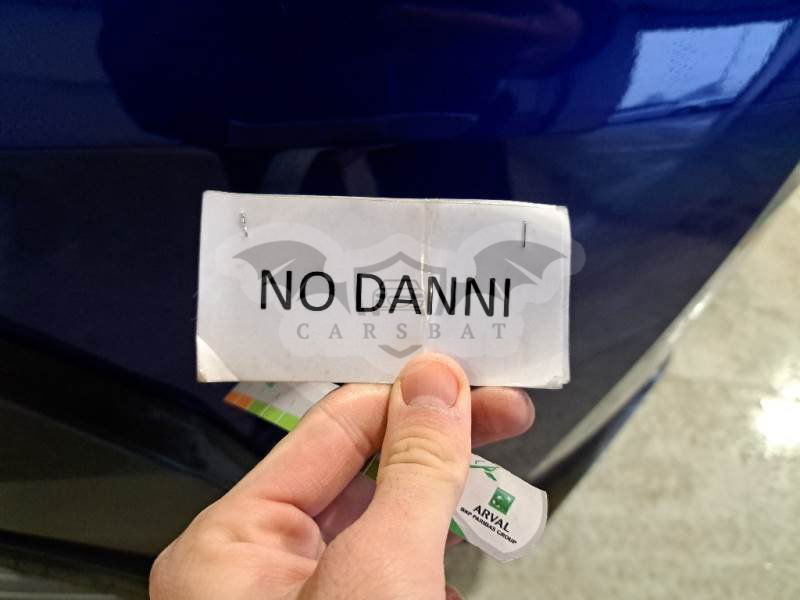 NO DANNI
CARSBAT
ARVAL
BNP PARIBAS GROUP